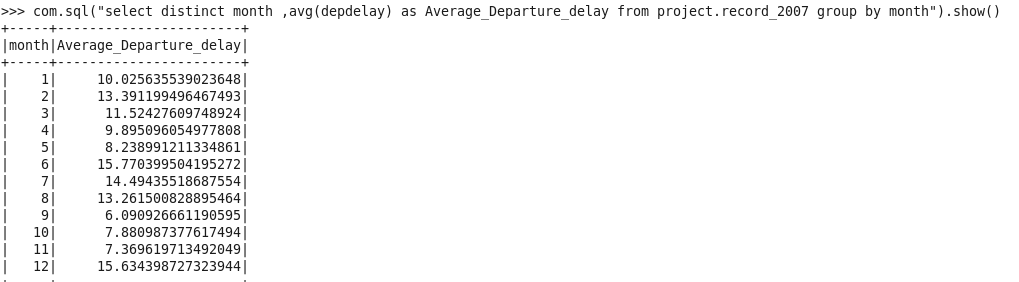 >>> com.sql("select distinct month ,avg(depdelay) as Average_Departure_delay from project.record_2007 group by month").show()
+-----+-----------------------+
|month|Average_Departure_delay|
+-----+-----------------------+
|    1|     10.025635539023648|
|    2|     13.391199496467493|
|    3|      11.52427609748924|
|    4|      9.895096054977808|
|    5|      8.238991211334861|
|    6|     15.770399504195272|
|    7|      14.49435518687554|
|    8|     13.261500828895464|
|    9|      6.090926661190595|
|   10|      7.880987377617494|
|   11|      7.369619713492049|
|   12|     15.634398727323944|